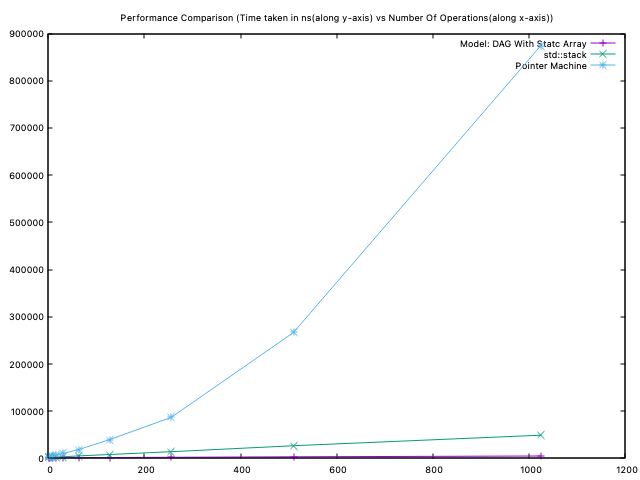 Performance Comparison (Time taken in ns(along y-axis) vs Number Of Operations(along x-axis))
900000
800000
700000
600000
500000
400000
300000
200000
100000
0
Model: DAG With Statc Array
std::stack
Pointer Machine
0 200 400 600 800 1000 1200